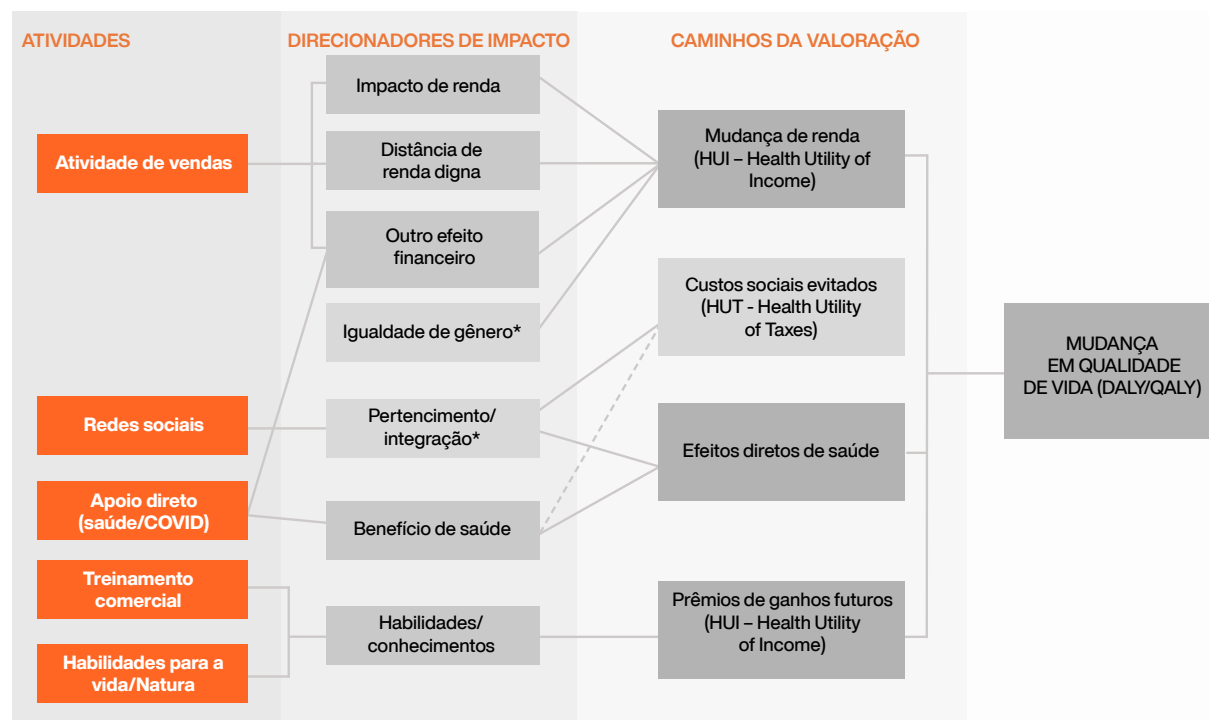 ATIVIDADES
DIRECIONADORES DE IMPACTO
CAMINHOS DA VALORAÇÃO
Atividade de vendas
Redes sociais
Apoio direto
(saúde/COVID)
Treinamento
comercial
Habilidades para a
vida/Natura
Impacto de renda
Distância de
renda digna
Outro efeito
financeiro
Igualdade de gênero*
Pertencimento/
integração*
Benefício de saúde
Habilidades/
conhecimentos
Mudança de renda
(HUI – Health Utility of
Income)
Custos sociais evitados
(HUT - Health Utility
of Taxes)
Efeitos diretos de saúde
Prêmios de ganhos futuros
(HUI – Health Utility
of Income)
MUDANÇA
EM QUALIDADE
DE VIDA (DALY/QALY)